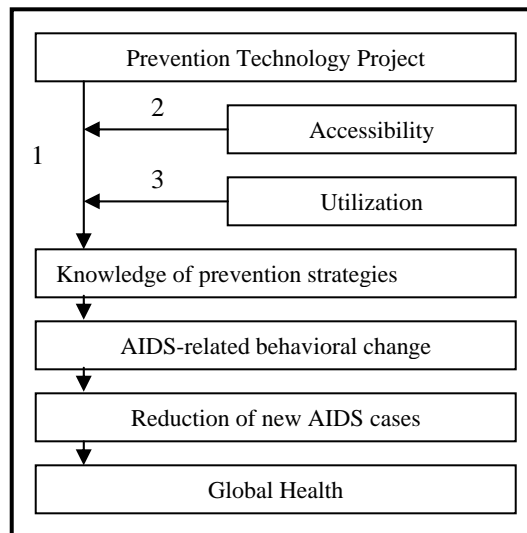 Prevention Technology Project
2
Accessibility
1
3
Utilization
Knowledge of prevention strategies
AIDS-related behavioral change
Reduction of new AIDS cases
Global Health